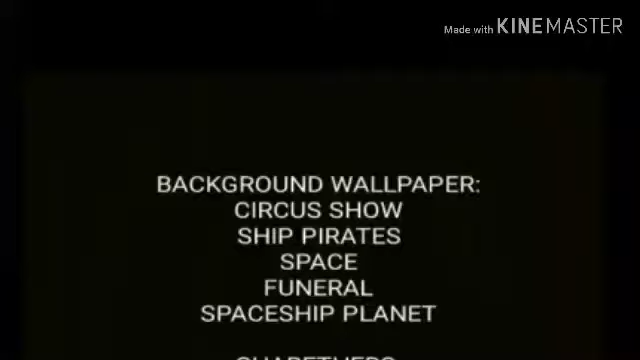 Made with KINEMASTER
BACKGROUND WALLPAPER:
CIRCUS SHOW
SHIP PIRATES
SPACE
FUNERAL
SPACESHIP PLANET